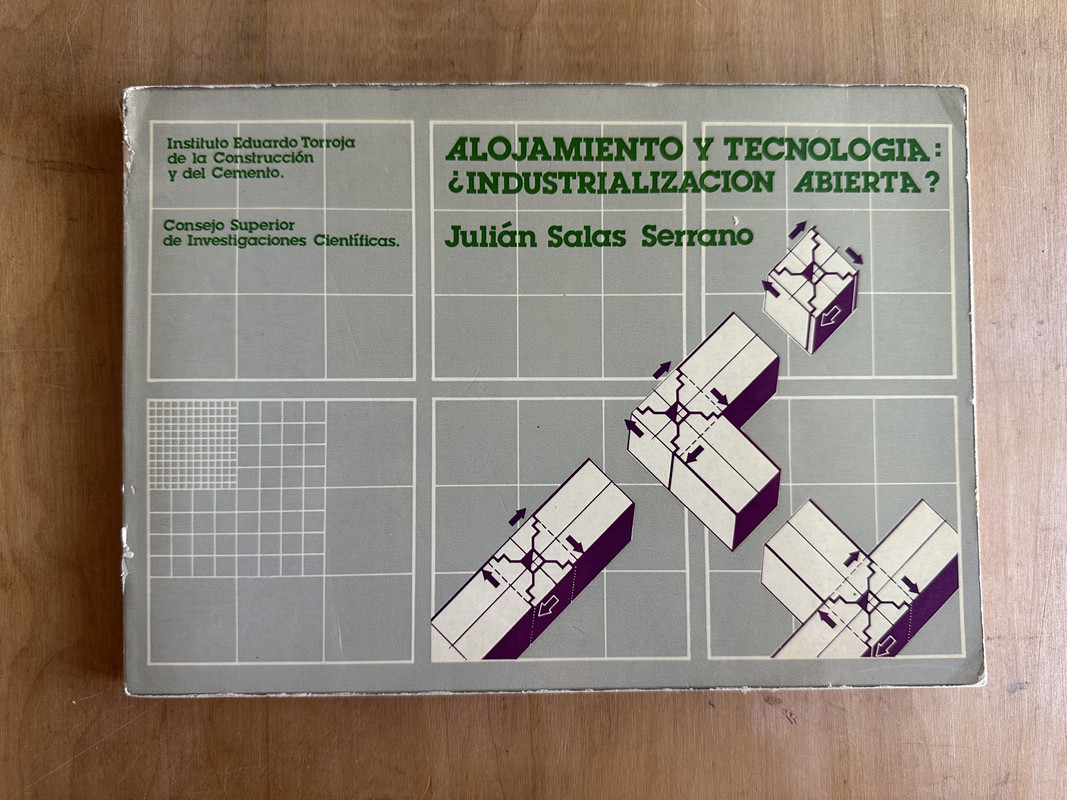 Instituto Eduardo Torroja
de la Construcción
y del Cemento.
Consejo Superior
de Investigaciones Científicas.
ALOJAMIENTO Y TECNOLOGIA:
¿INDUSTRIALIZACION ABIERTA?
Julián Salas Serrano